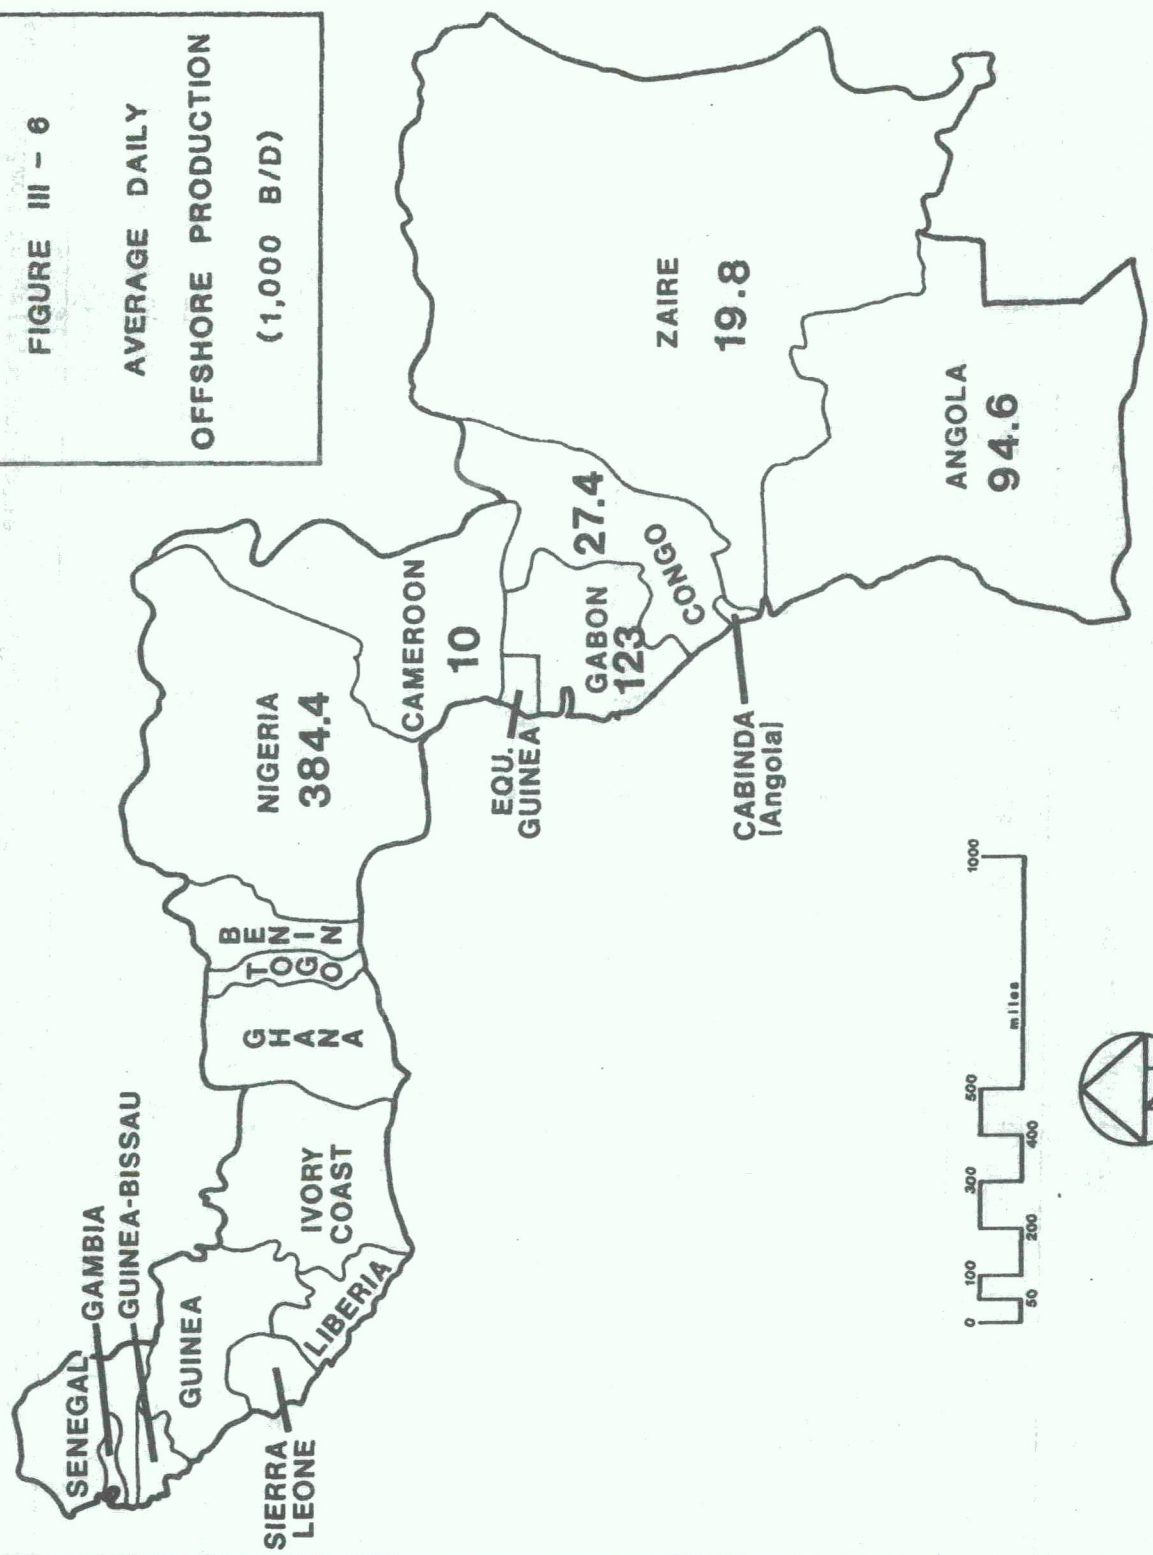 FIGURE III - 6
AVERAGE DAILY
OFFSHORE PRODUCTION
(1,000 B/D)
SENEGAL
GAMBIA
GUINEA-BISSAU
GUINEA
SIERRA
LEONE
LIBERIA
IVORY
COAST
GHANA
TOGO
BENIN
NIGERIA
384.4
CAMEROON
10
EQU.
GUINEA
GABON
123
27.4
CONGO
CABINDA
[Angola]
ZAIRE
19.8
ANGOLA
94.6
0
50
100
200
300
400
500
1000
miles